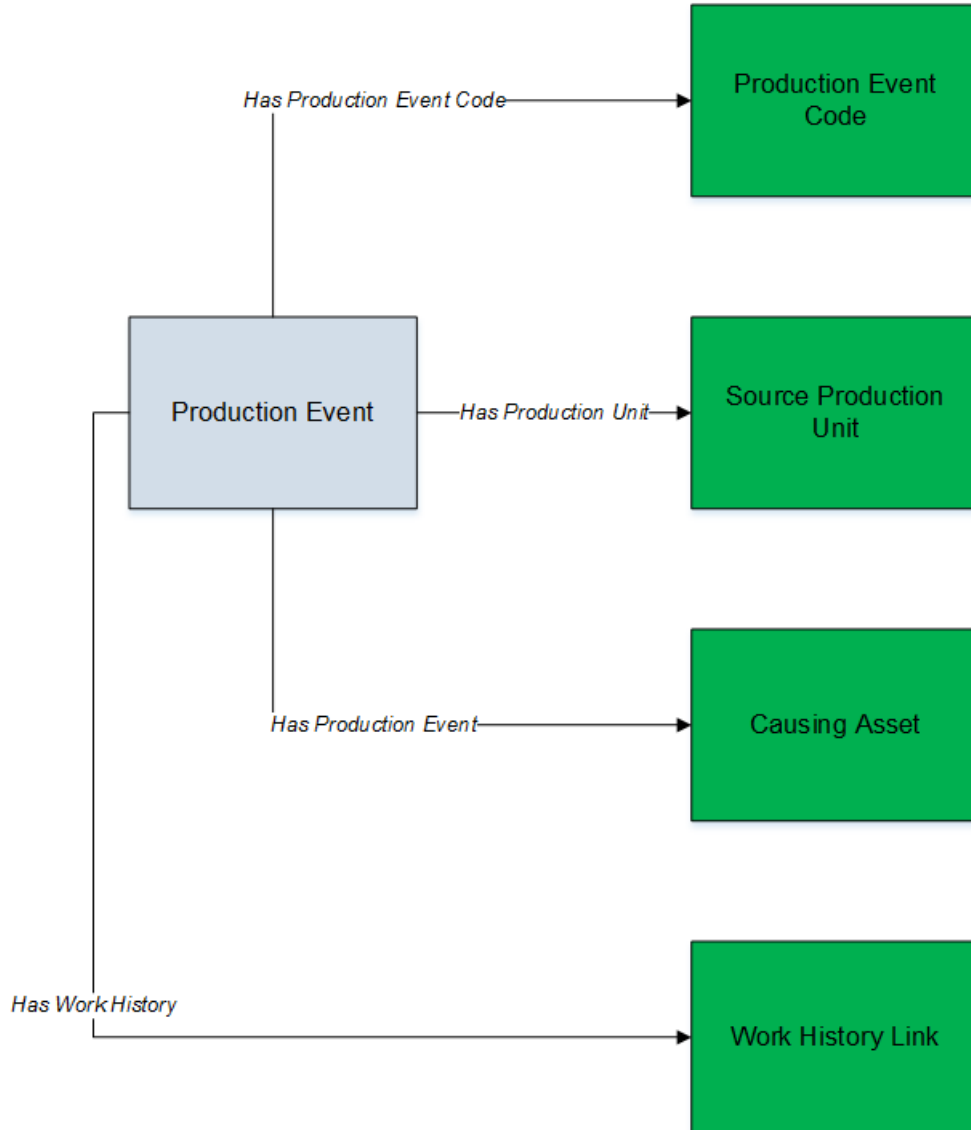 Has Production Event Code
Production Event
Code
Production Event
Has Production Unit
Source Production
Unit
Has Production Event
Causing Asset
Has Work History
Work History Link